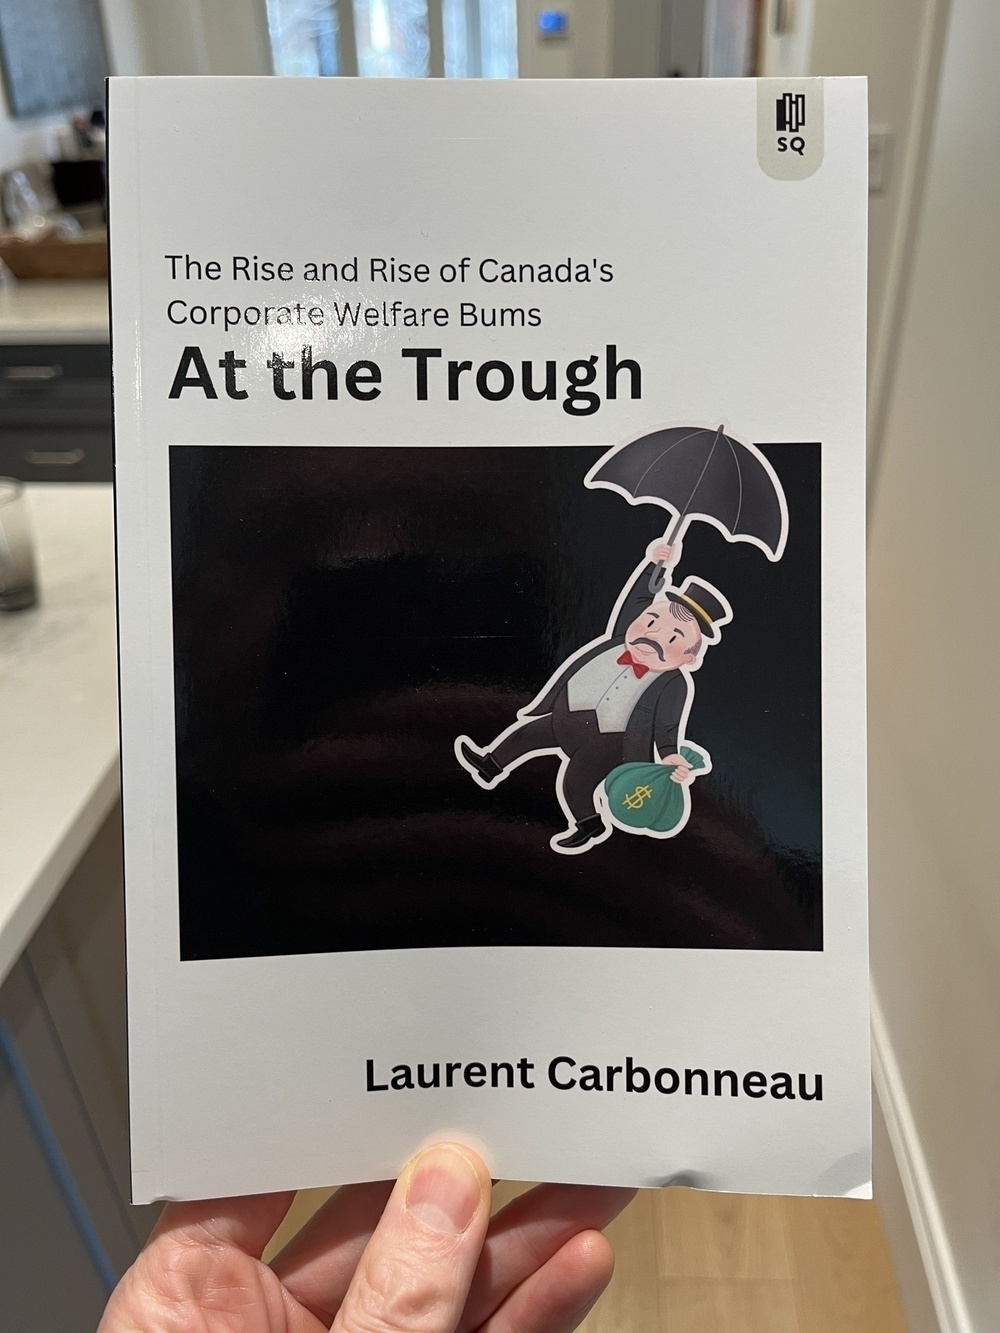 SQ
The Rise and Rise of Canada's
Corporate Welfare Bums
At the Trough
$
Laurent Carbonneau